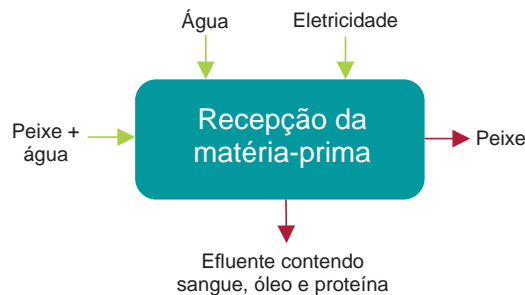 Água
Eletricidade
Peixe +
água
Recepção da
matéria-prima
Peixe
Efluente contendo
sangue, óleo e proteína